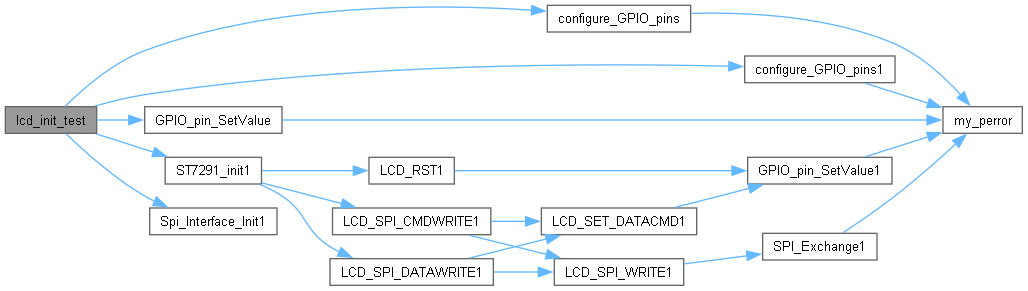 configure_GPIO_pins
configure_GPIO_pins1
lcd_init_test
GPIO_pin_SetValue
my_perror
ST7291_init1
LCD_RST1
GPIO_pin_SetValue1
Spi_Interface_Init1
LCD_SPI_CMDWRITE1
LCD_SET_DATACMD1
SPI_Exchange1
LCD_SPI_DATAWRITE1
LCD_SPI_WRITE1